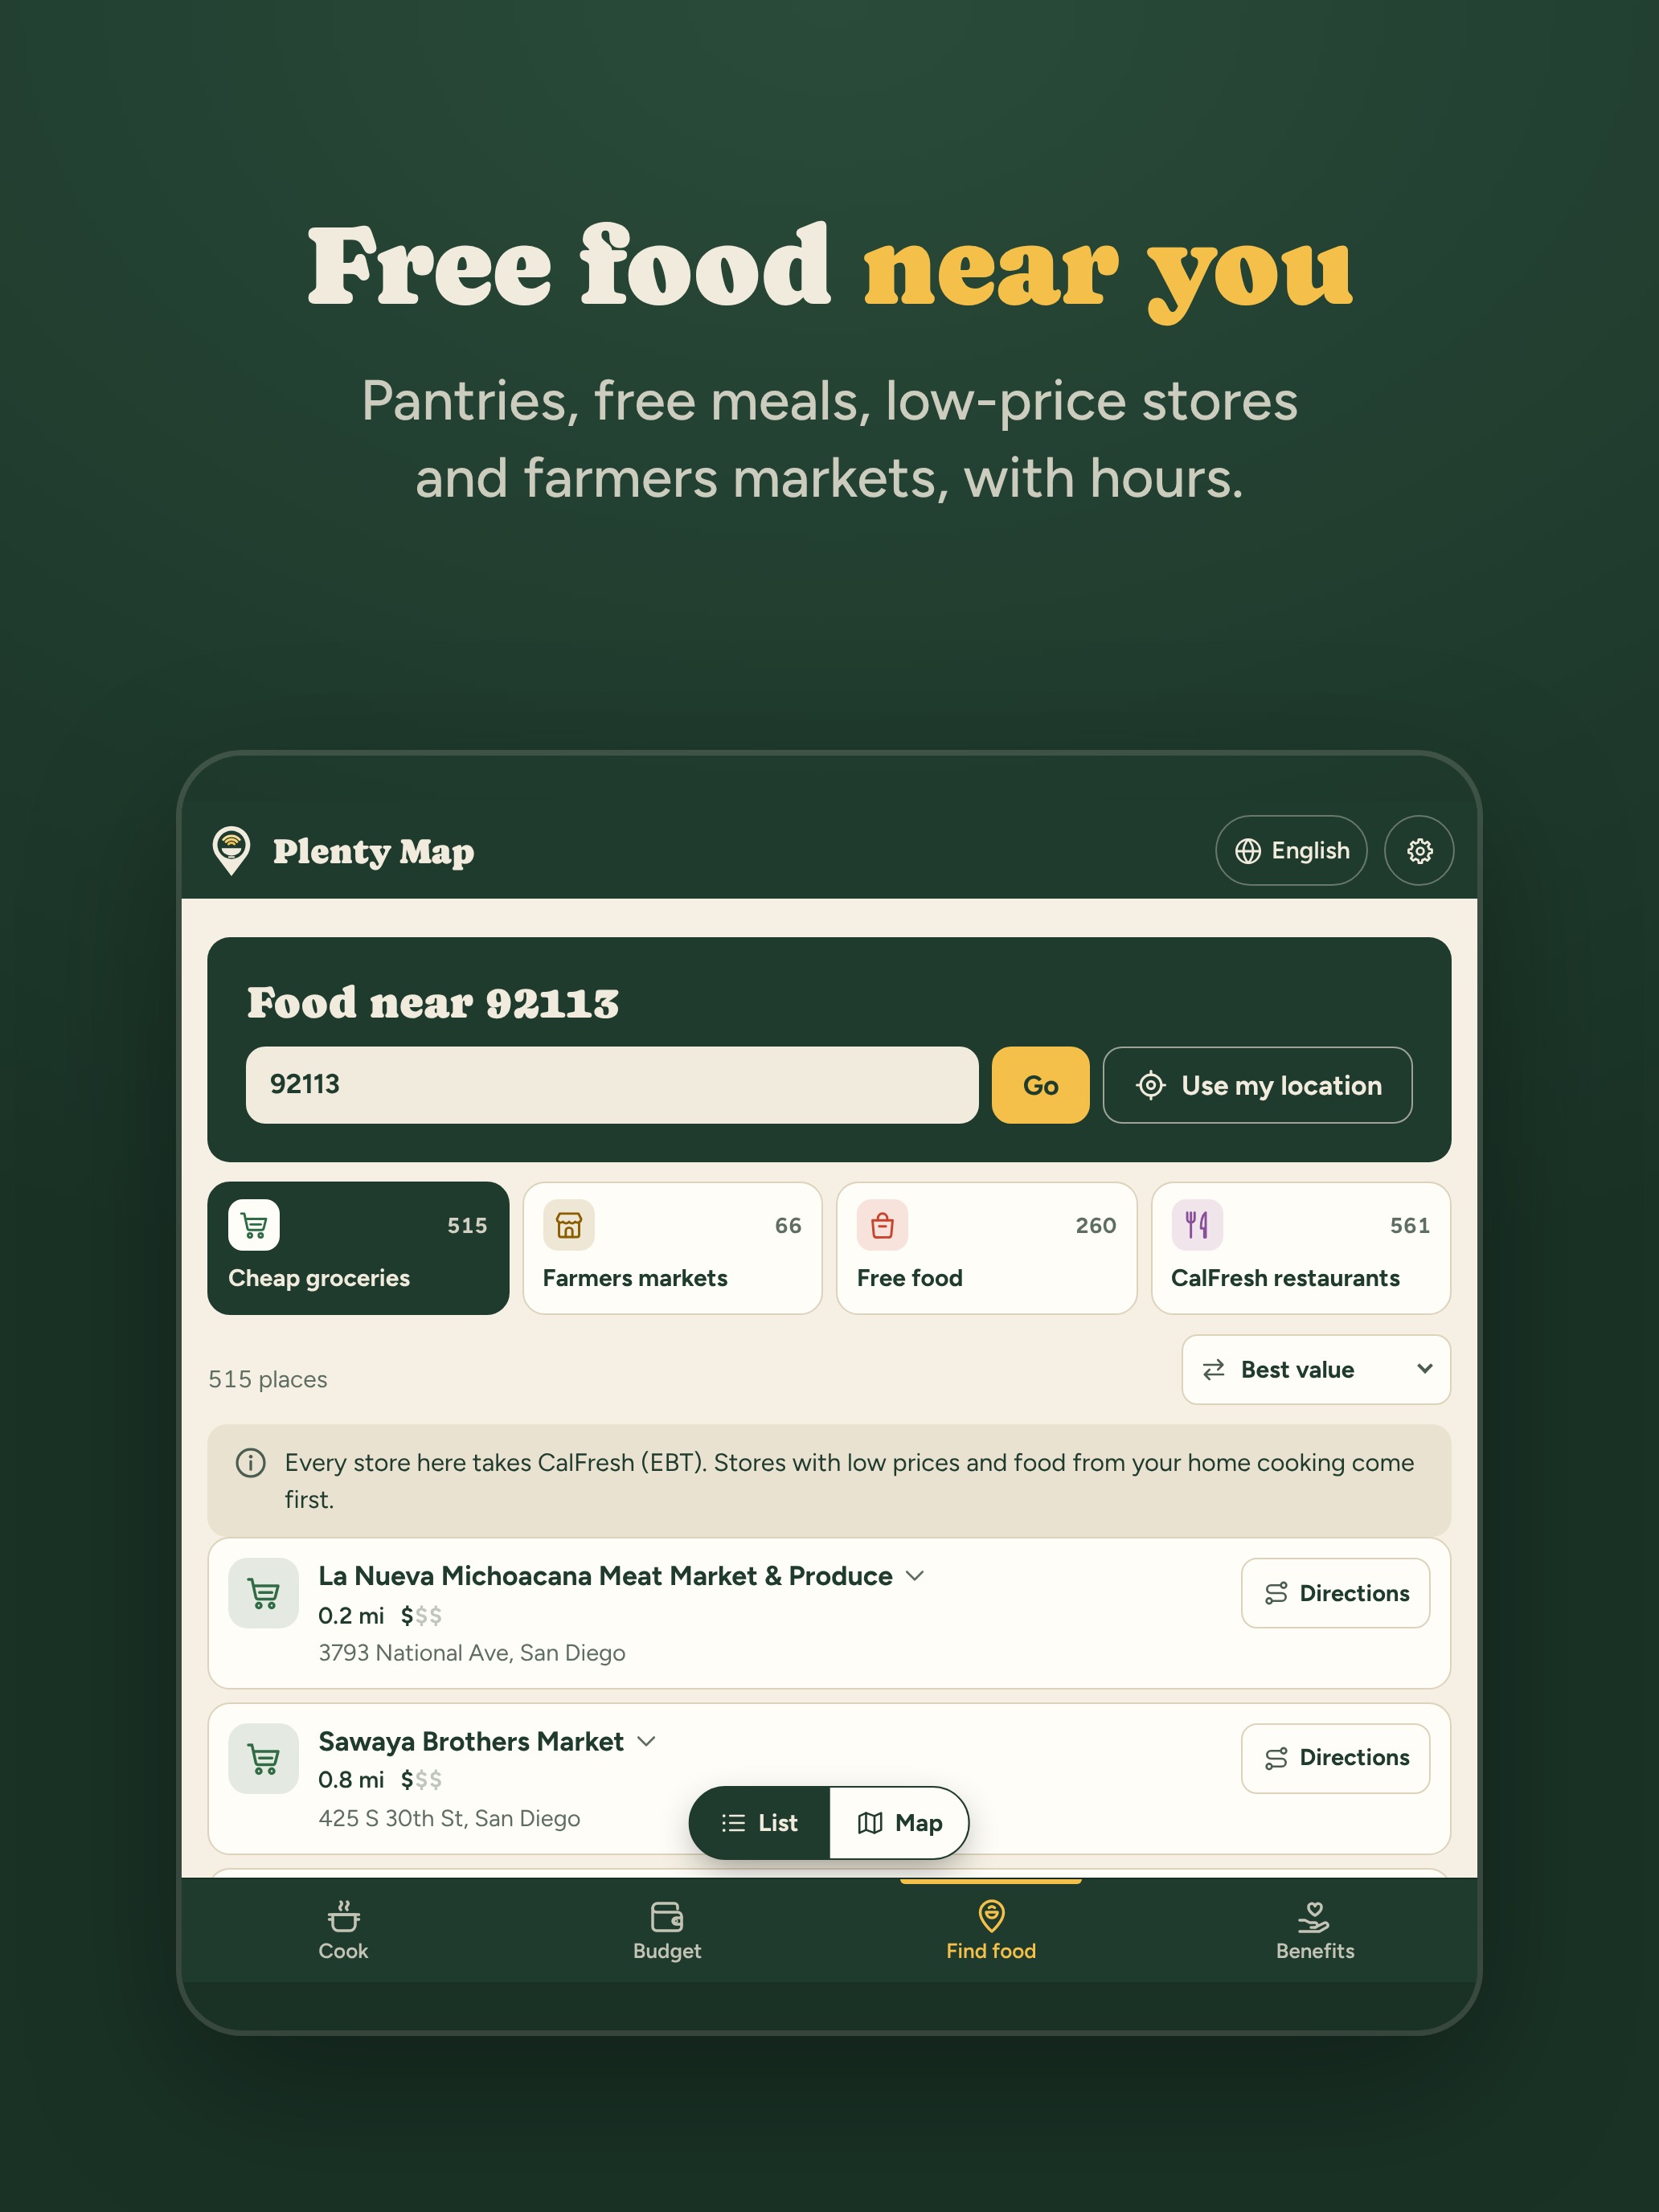 Free food near you
Pantries, free meals, low-price stores
and farmers markets, with hours.
Plenty Map
English
Food near 92113
92113
Go
Use my location
515
Cheap groceries
66
Farmers markets
260
Free food
561
CalFresh restaurants
515 places
Best value
Every store here takes CalFresh (EBT). Stores with low prices and food from your home cooking come
first.
La Nueva Michoacana Meat Market & Produce
Directions
0.2 mi $$$
3793 National Ave, San Diego
Sawaya Brothers Market
Directions
0.8 mi $$$
425 S 30th St, San Diego
List
Map
Cook
Budget
Find food
Benefits